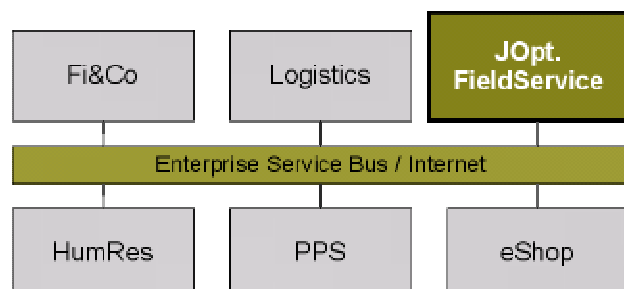 Fi&Co
Logistics
JOpt.
FieldService
Enterprise Service Bus / Internet
HumRes
PPS
eShop